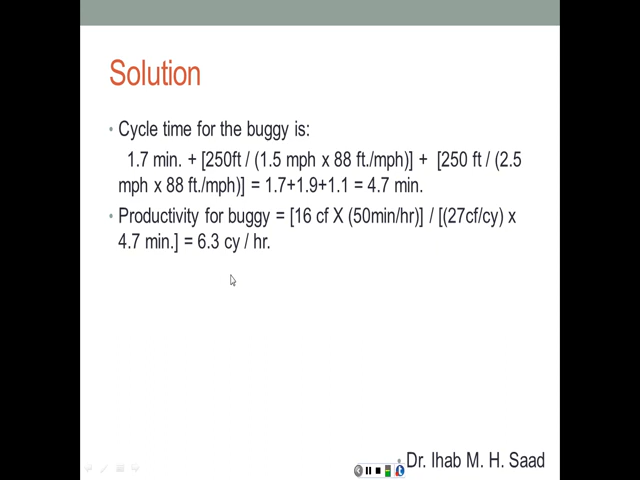 Solution
• Cycle time for the buggy is:
1.7 min. + [250ft / (1.5 mph x 88 ft./mph)] + [250 ft / (2.5
mph x 88 ft./mph)] = 1.7+1.9+1.1 = 4.7 min.
• Productivity for buggy = [16 cf X (50min/hr)] / [(27cf/cy) x
4.7 min.] = 6.3 cy / hr.
• Dr. Ihab M. H. Saad